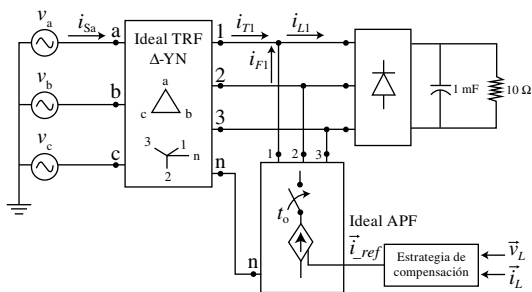 v_a
i_Sa
a
Ideal TRF
Δ-YN
a
c b
3 1 n
2
1
i_T1
i_L1
i_F1
v_b
b
2
v_c
c
3
n
1 mF
10 Ω
1 2 3
t_o
n
Ideal APF
i_ref
Estrategia de
compensación
v_L
i_L